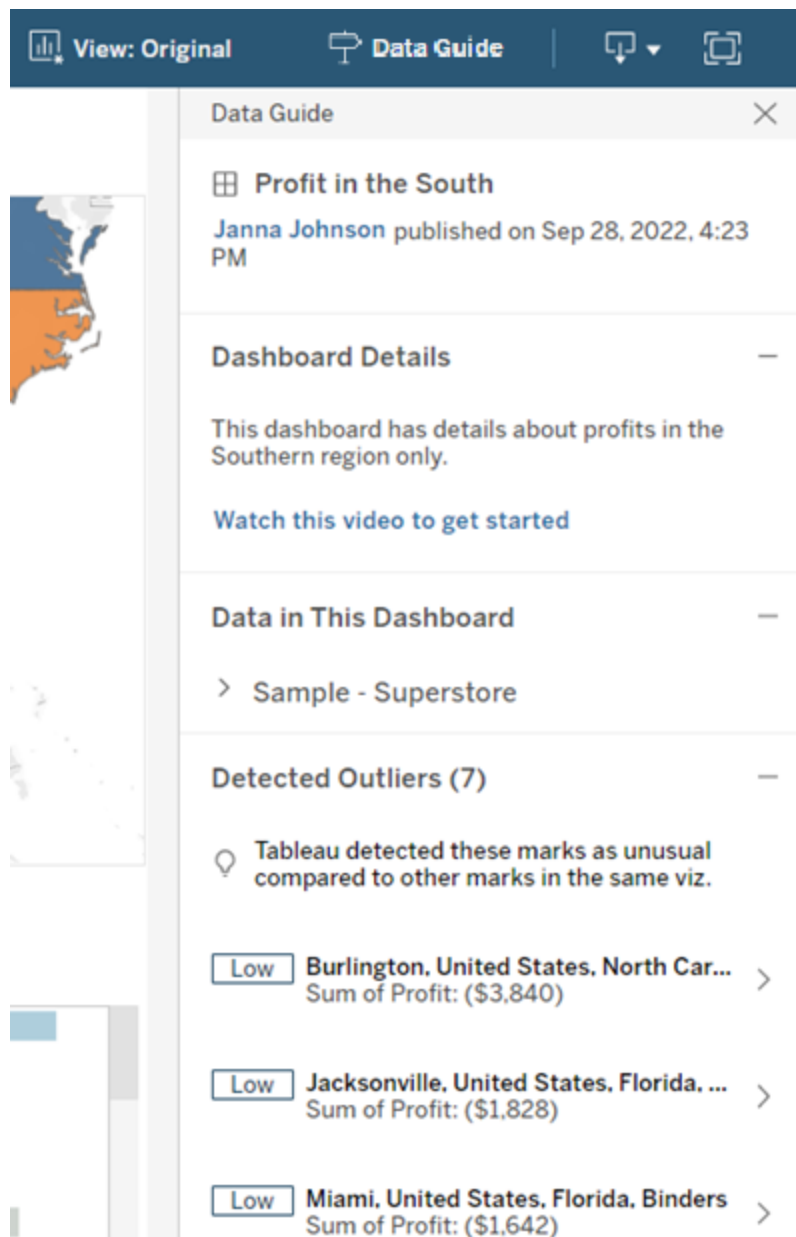 View: Original Data Guide
Data Guide
Profit in the South
Janna Johnson published on Sep 28, 2022, 4:23
PM
Dashboard Details
This dashboard has details about profits in the
Southern region only.
Watch this video to get started
Data in This Dashboard
Sample - Superstore
Detected Outliers (7)
Tableau detected these marks as unusual
compared to other marks in the same viz.
Low Burlington, United States, North Car...
Sum of Profit: ($3,840)
Low Jacksonville, United States, Florida, ...
Sum of Profit: ($1,828)
Low Miami, United States, Florida, Binders
Sum of Profit: ($1,642)